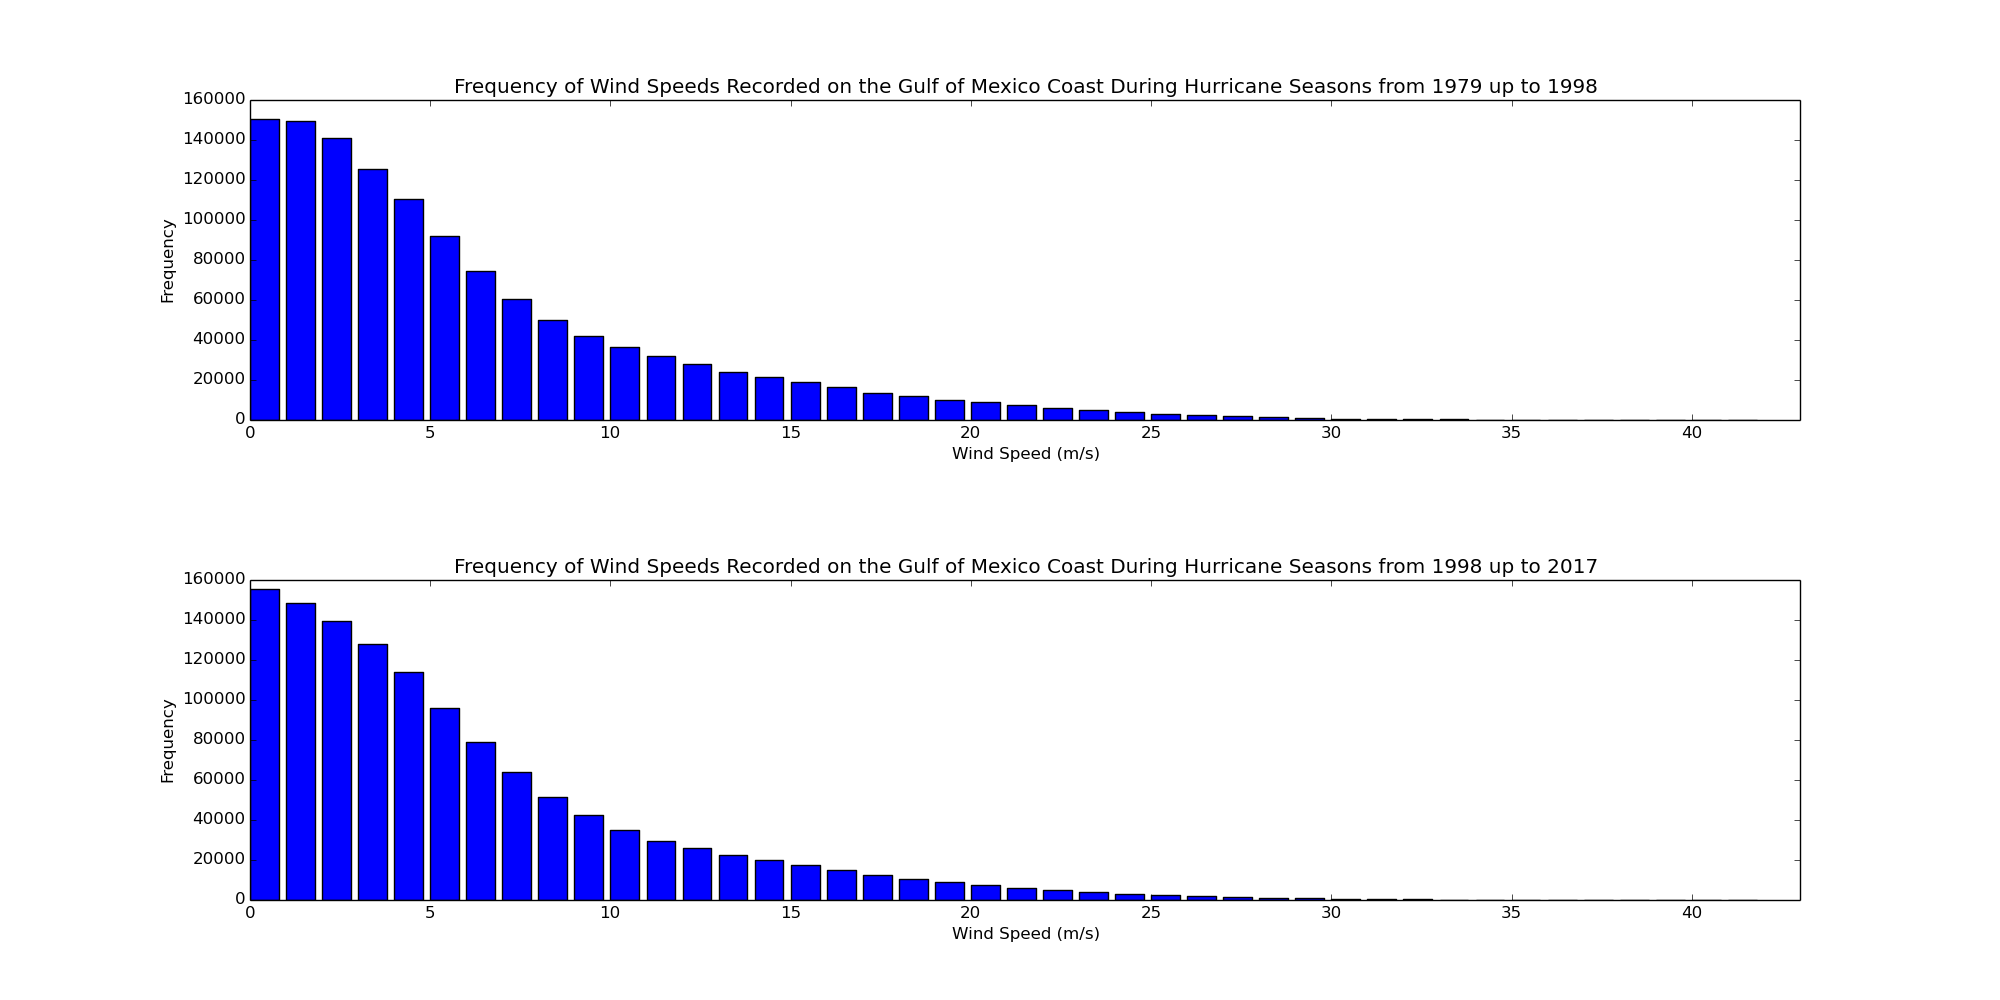 Frequency of Wind Speeds Recorded on the Gulf of Mexico Coast During Hurricane Seasons from 1979 up to 1998
160000
140000
120000
100000
80000
60000
40000
20000
0
Frequency
0 5 10 15 20 25 30 35 40
Wind Speed (m/s)
Frequency of Wind Speeds Recorded on the Gulf of Mexico Coast During Hurricane Seasons from 1998 up to 2017
160000
140000
120000
100000
80000
60000
40000
20000
0
Frequency
0 5 10 15 20 25 30 35 40
Wind Speed (m/s)